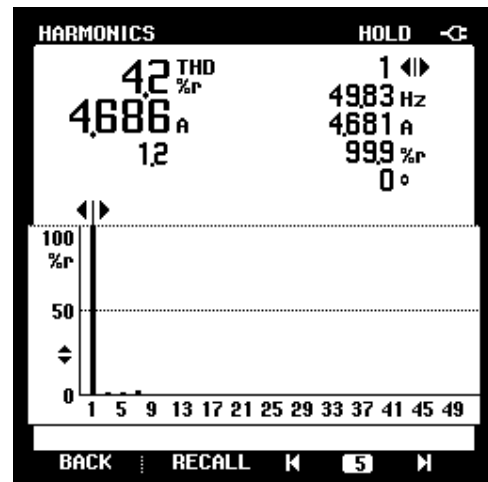 HARMONICS HOLD
4.2 THD %r
1
49.83 Hz
4.686 A
4.681 A
1.2
99.9 %r
0 °
100
%r
50
0
1 5 9 13 17 21 25 29 33 37 41 45 49
BACK RECALL 5